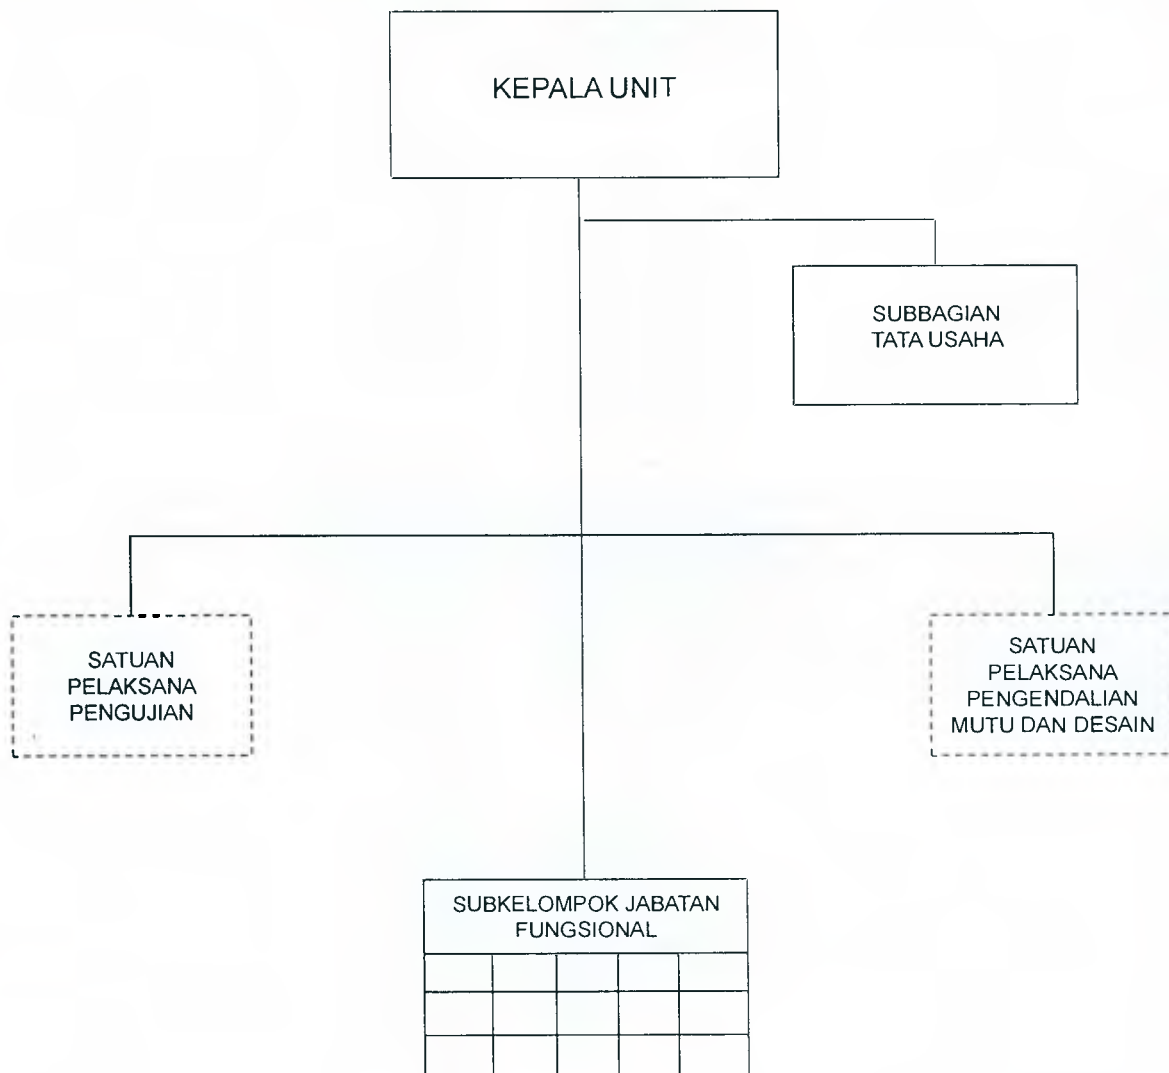 KEPALA UNIT
SUBBAGIAN
TATA USAHA
SATUAN
PELAKSANA
PENGUJIAN
SATUAN
PELAKSANA
PENGENDALIAN
MUTU DAN DESAIN
SUBKELOMPOK JABATAN
FUNGSIONAL